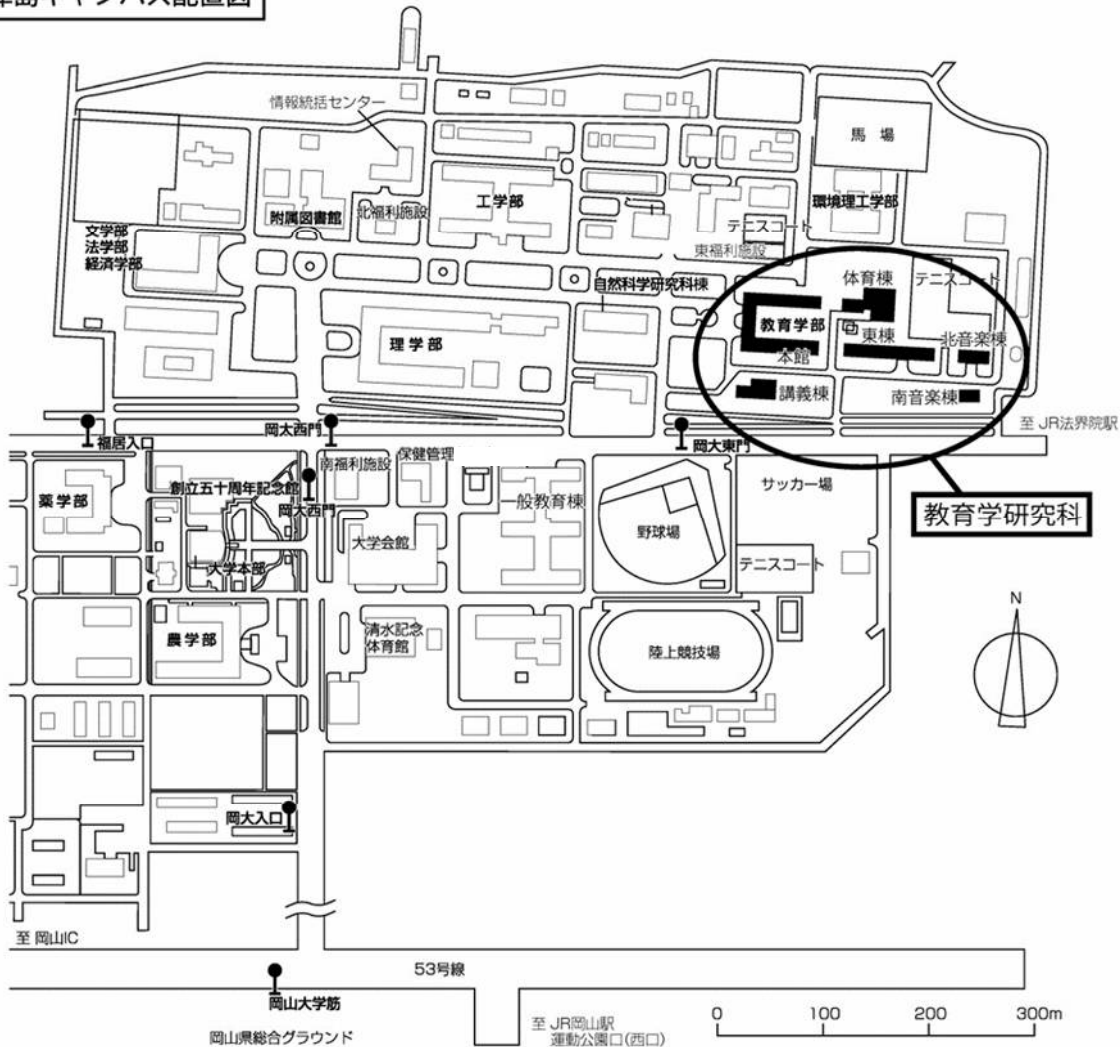 キャンパス配置図
情報統括センター
馬 場
文学部
法学部
経済学部
附属図書館
北福利施設
工学部
環境理工学部
テニスコート
東福利施設
自然科学研究科棟
体育棟
テニスコート
理学部
教育学部
本館
東棟
北音楽棟
講義棟
南音楽棟
至 JR法界院駅
福居入口
岡大西門
岡大東門
南福利施設
保健管理
サッカー場
薬学部
創立五十周年記念館
岡大西門
一般教育棟
教育学研究科
野球場
大学会館
大学本部
テニスコート
N
農学部
清水記念
体育館
陸上競技場
岡大入口
至 岡山IC
53号線
岡山大学筋
岡山県総合グラウンド
至 JR岡山駅
運動公園口(西口)
0 100 200 300m